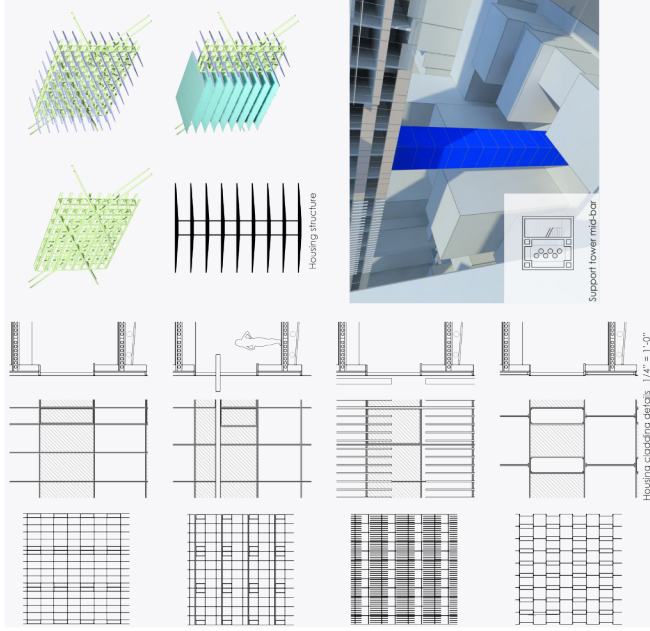 Housing structure
Support tower mid-bar
Housing cladding details 1/4" = 1'-0"